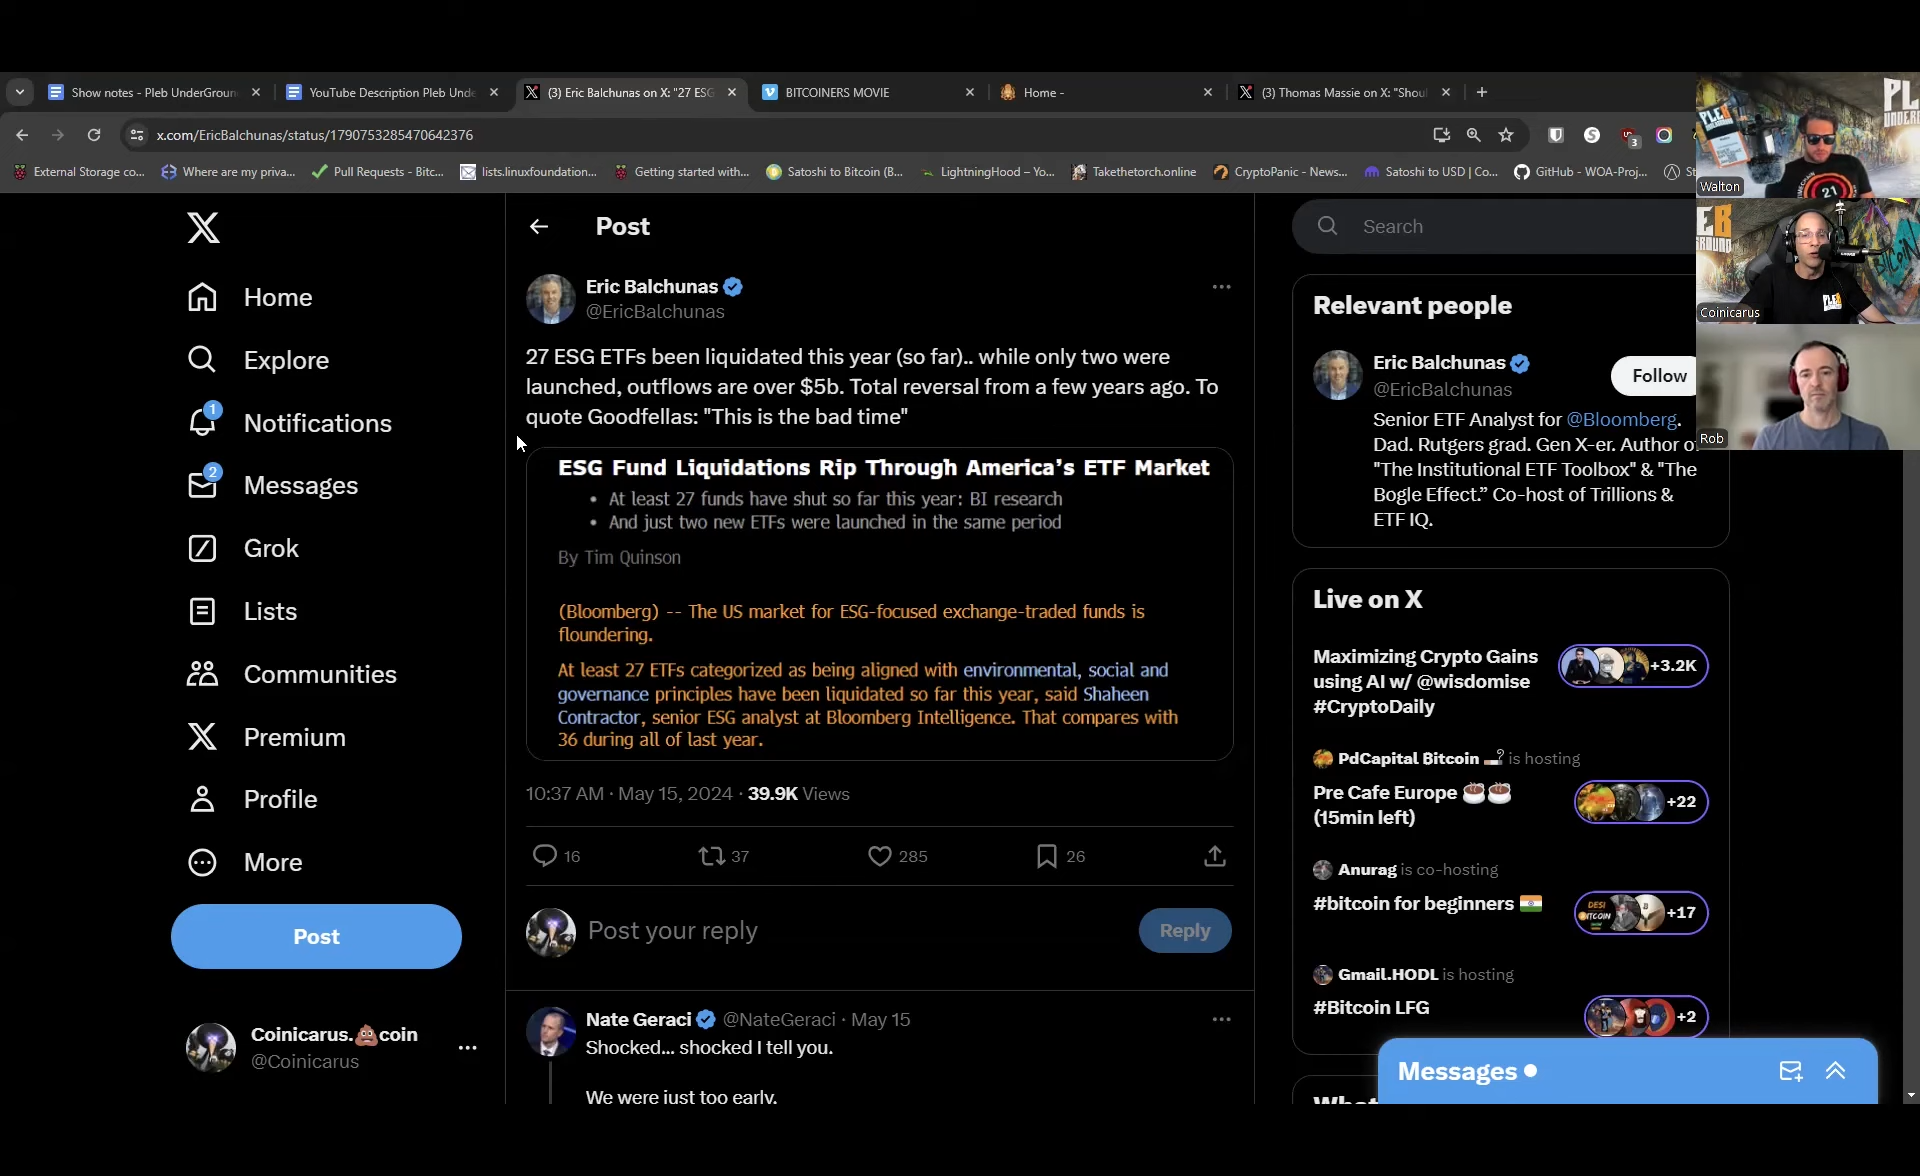 Show notes - Pleb UnderGroun
YouTube Description Pleb Unde
(3) Eric Balchunas on X: "27 ESG
BITCOINERS MOVIE
Home -
(3) Thomas Massie on X: "Shou
x.com/EricBalchunas/status/1790753285470642376
3
External Storage co...
Where are my priva...
Pull Requests - Bitc...
lists.linuxfoundation...
Getting started with...
Satoshi to Bitcoin (B...
LightningHood – Yo...
Takethetorch.online
CryptoPanic - News...
Satoshi to USD | Co...
GitHub - WOA-Proj...
Walton
Coinicarus
Rob
Home
Explore
1
Notifications
2
Messages
Grok
Lists
Communities
Premium
Profile
More
Post
Coinicarus.💩coin
@Coinicarus
Post
Eric Balchunas
@EricBalchunas
27 ESG ETFs been liquidated this year (so far).. while only two were
launched, outflows are over $5b. Total reversal from a few years ago. To
quote Goodfellas: "This is the bad time"
ESG Fund Liquidations Rip Through America's ETF Market
• At least 27 funds have shut so far this year: BI research
• And just two new ETFs were launched in the same period
By Tim Quinson
(Bloomberg) -- The US market for ESG-focused exchange-traded funds is
floundering.
At least 27 ETFs categorized as being aligned with environmental, social and
governance principles have been liquidated so far this year, said Shaheen
Contractor, senior ESG analyst at Bloomberg Intelligence. That compares with
36 during all of last year.
10:37 AM · May 15, 2024 · 39.9K Views
16
37
285
26
Post your reply
Reply
Nate Geraci @NateGeraci · May 15
Shocked... shocked I tell you.
We were just too early.
Search
Relevant people
Eric Balchunas
@EricBalchunas
Follow
Senior ETF Analyst for @Bloomberg.
Dad. Rutgers grad. Gen X-er. Author of
"The Institutional ETF Toolbox" & "The
Bogle Effect." Co-host of Trillions &
ETF IQ.
Live on X
Maximizing Crypto Gains
using AI w/ @wisdomise
#CryptoDaily
+3.2K
PdCapital Bitcoin is hosting
Pre Cafe Europe ☕☕
(15min left)
+22
Anurag is co-hosting
#bitcoin for beginners 🇮🇳
+17
Gmail.HODL is hosting
#Bitcoin LFG
+2
Messages